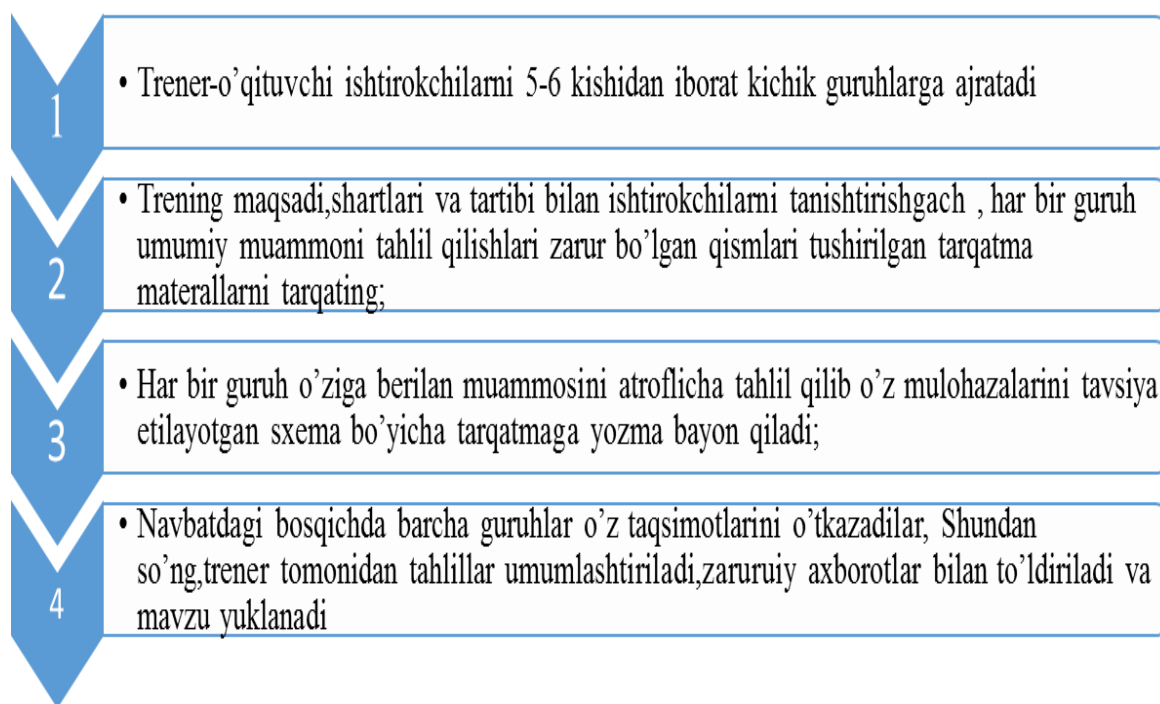 1
• Trener-o’qituvchi ishtirokchilarni 5-6 kishidan iborat kichik guruhlarga ajratadi
2
• Trening maqsadi,shartlari va tartibi bilan ishtirokchilarni tanishtirishgach , har bir guruh
umumiy muammoni tahlil qilishlari zarur bo’lgan qismlari tushirilgan tarqatma
materallarni tarqating;
3
• Har bir guruh o’ziga berilan muammosini atroflicha tahlil qilib o’z mulohazalarini tavsiya
etilayotgan sxema bo’yicha tarqatmaga yozma bayon qiladi;
4
• Navbatdagi bosqichda barcha guruhlar o’z taqsimotlarini o’tkazadilar, Shundan
so’ng,trener tomonidan tahlillar umumlashtiriladi,zaruruiy axborotlar bilan to’ldiriladi va
mavzu yuklanadi